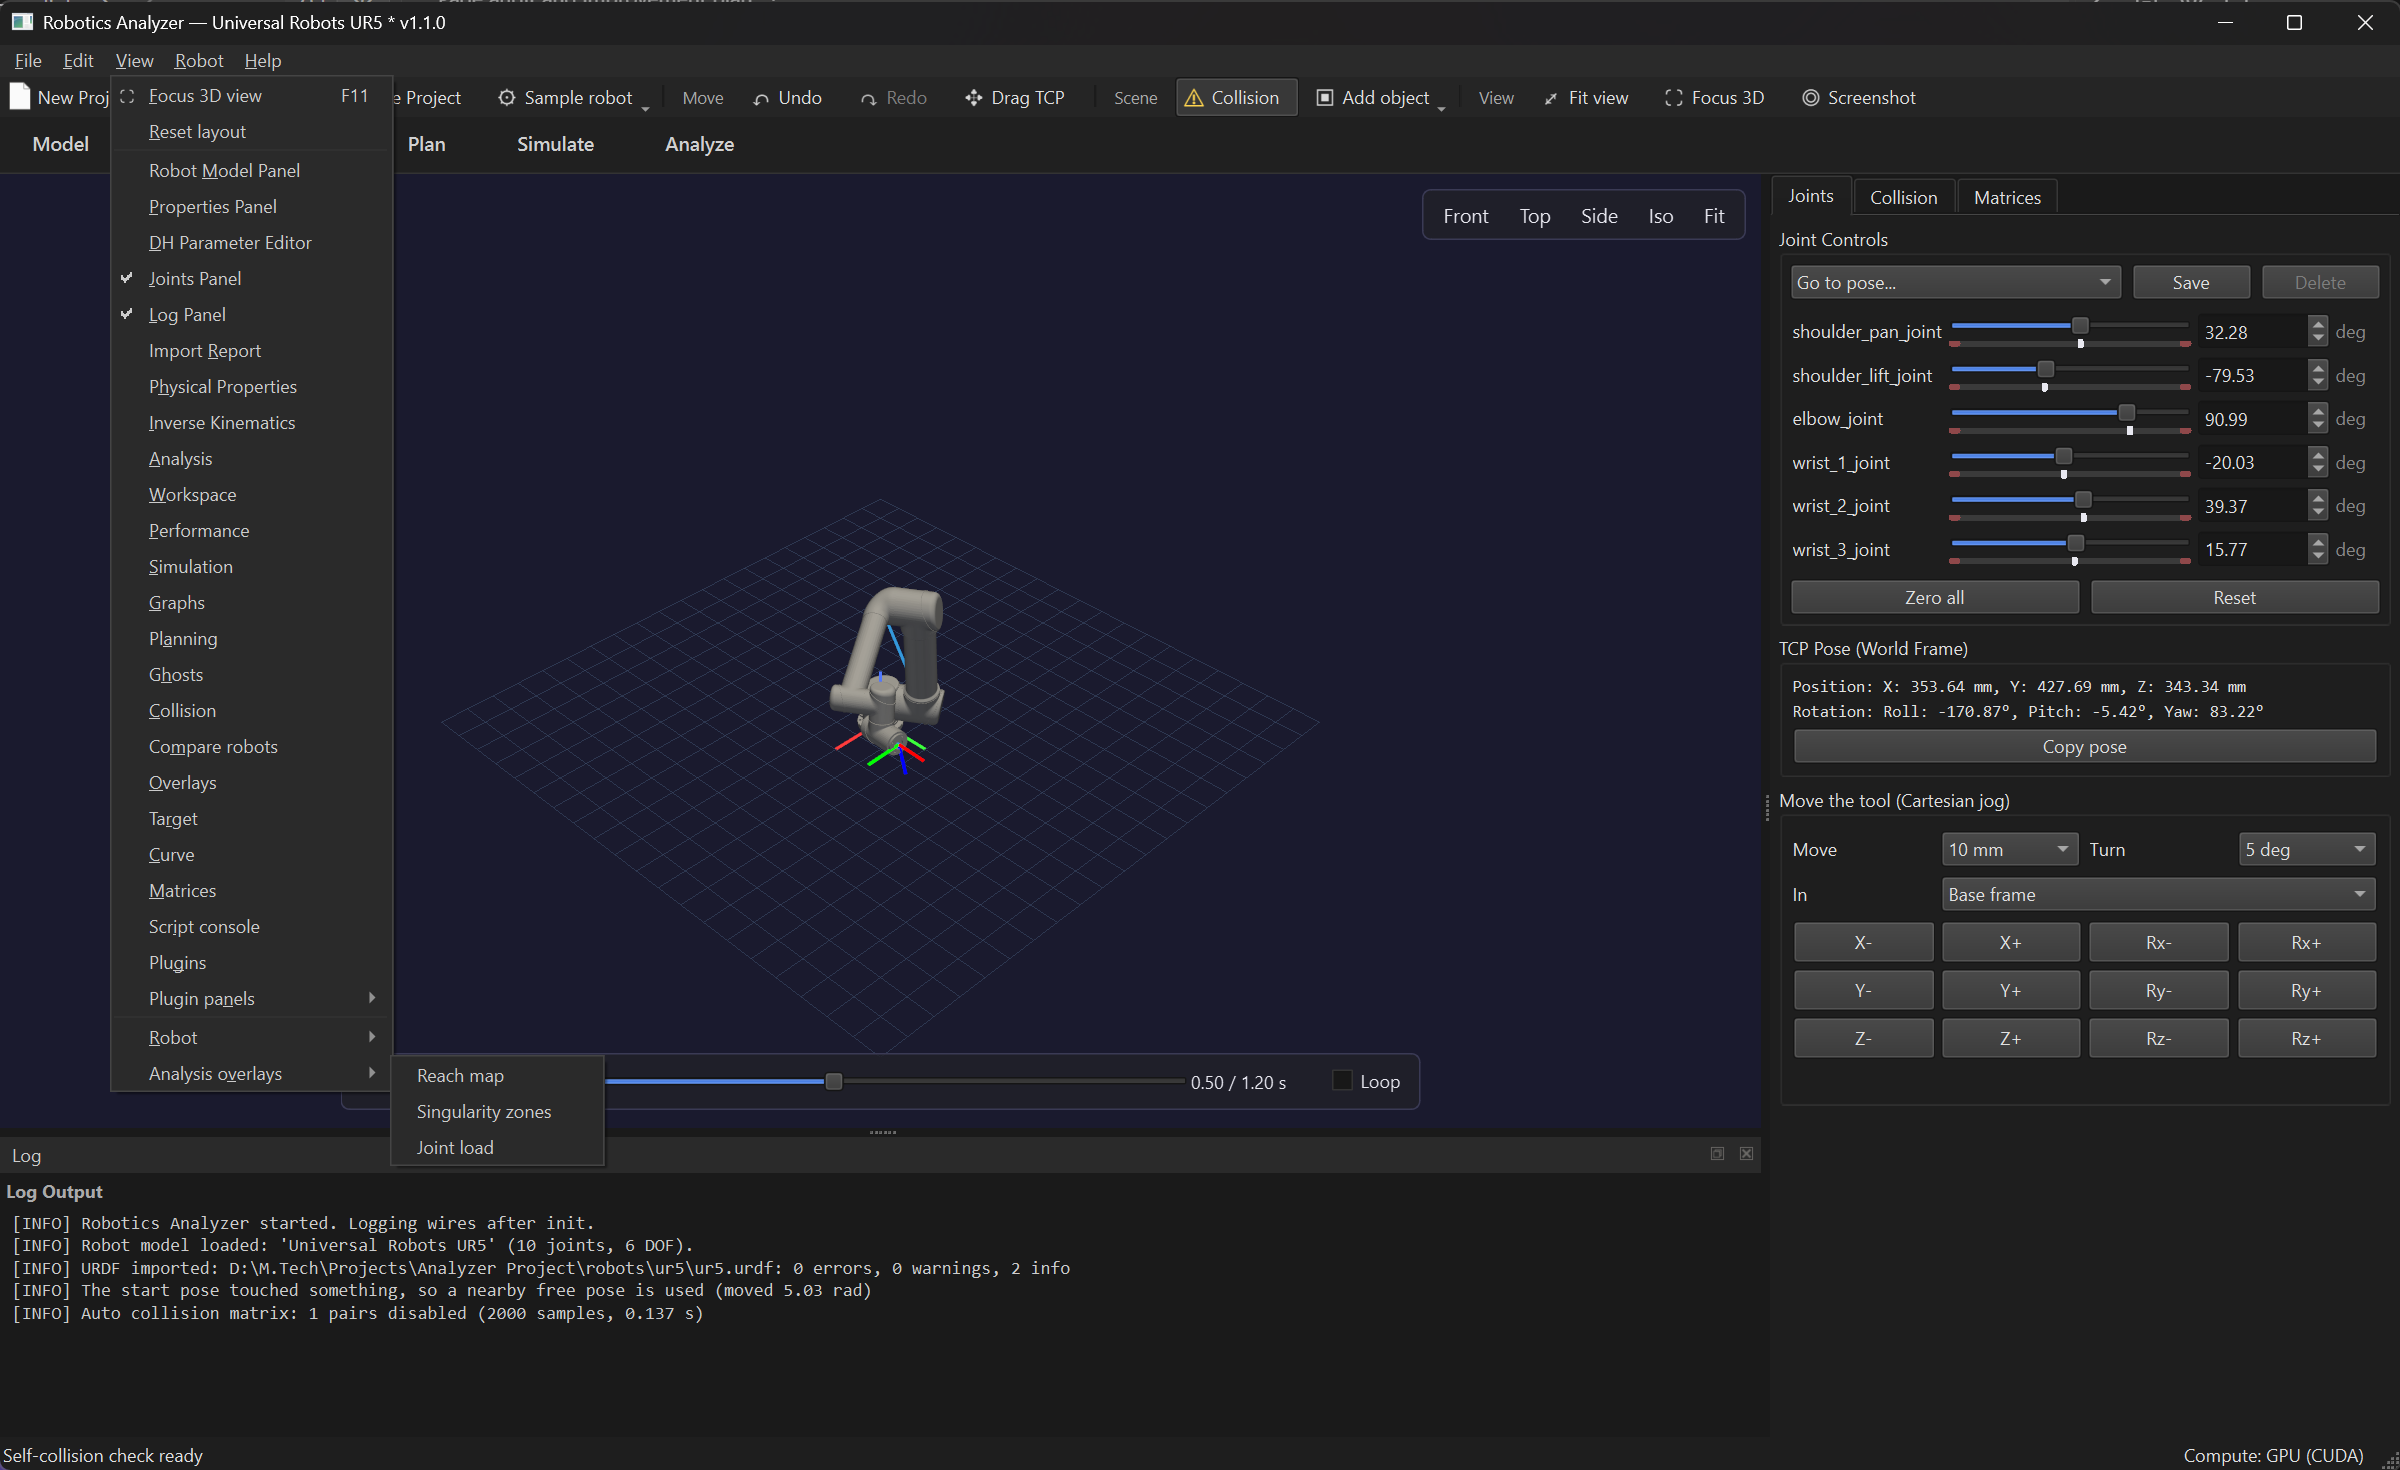 Robotics Analyzer — Universal Robots UR5 * v1.1.0
File Edit View Robot Help
New Proj
e Project Sample robot Move Undo Redo Drag TCP Scene Collision Add object View Fit view Focus 3D Screenshot
Model Plan Simulate Analyze
Focus 3D view F11
Reset layout
Robot Model Panel
Properties Panel
DH Parameter Editor
Joints Panel
Log Panel
Import Report
Physical Properties
Inverse Kinematics
Analysis
Workspace
Performance
Simulation
Graphs
Planning
Ghosts
Collision
Compare robots
Overlays
Target
Curve
Matrices
Script console
Plugins
Plugin panels
Robot
Analysis overlays
Reach map
Singularity zones
Joint load
Front Top Side Iso Fit
0.50 / 1.20 s Loop
Joints Collision Matrices
Joint Controls
Go to pose... Save Delete
shoulder_pan_joint 32.28 deg
shoulder_lift_joint -79.53 deg
elbow_joint 90.99 deg
wrist_1_joint -20.03 deg
wrist_2_joint 39.37 deg
wrist_3_joint 15.77 deg
Zero all Reset
TCP Pose (World Frame)
Position: X: 353.64 mm, Y: 427.69 mm, Z: 343.34 mm
Rotation: Roll: -170.87°, Pitch: -5.42°, Yaw: 83.22°
Copy pose
Move the tool (Cartesian jog)
Move 10 mm Turn 5 deg
In Base frame
X- X+ Rx- Rx+
Y- Y+ Ry- Ry+
Z- Z+ Rz- Rz+
Log
Log Output
[INFO] Robotics Analyzer started. Logging wires after init.
[INFO] Robot model loaded: 'Universal Robots UR5' (10 joints, 6 DOF).
[INFO] URDF imported: D:\M.Tech\Projects\Analyzer Project\robots\ur5\ur5.urdf: 0 errors, 0 warnings, 2 info
[INFO] The start pose touched something, so a nearby free pose is used (moved 5.03 rad)
[INFO] Auto collision matrix: 1 pairs disabled (2000 samples, 0.137 s)
Self-collision check ready
Compute: GPU (CUDA)